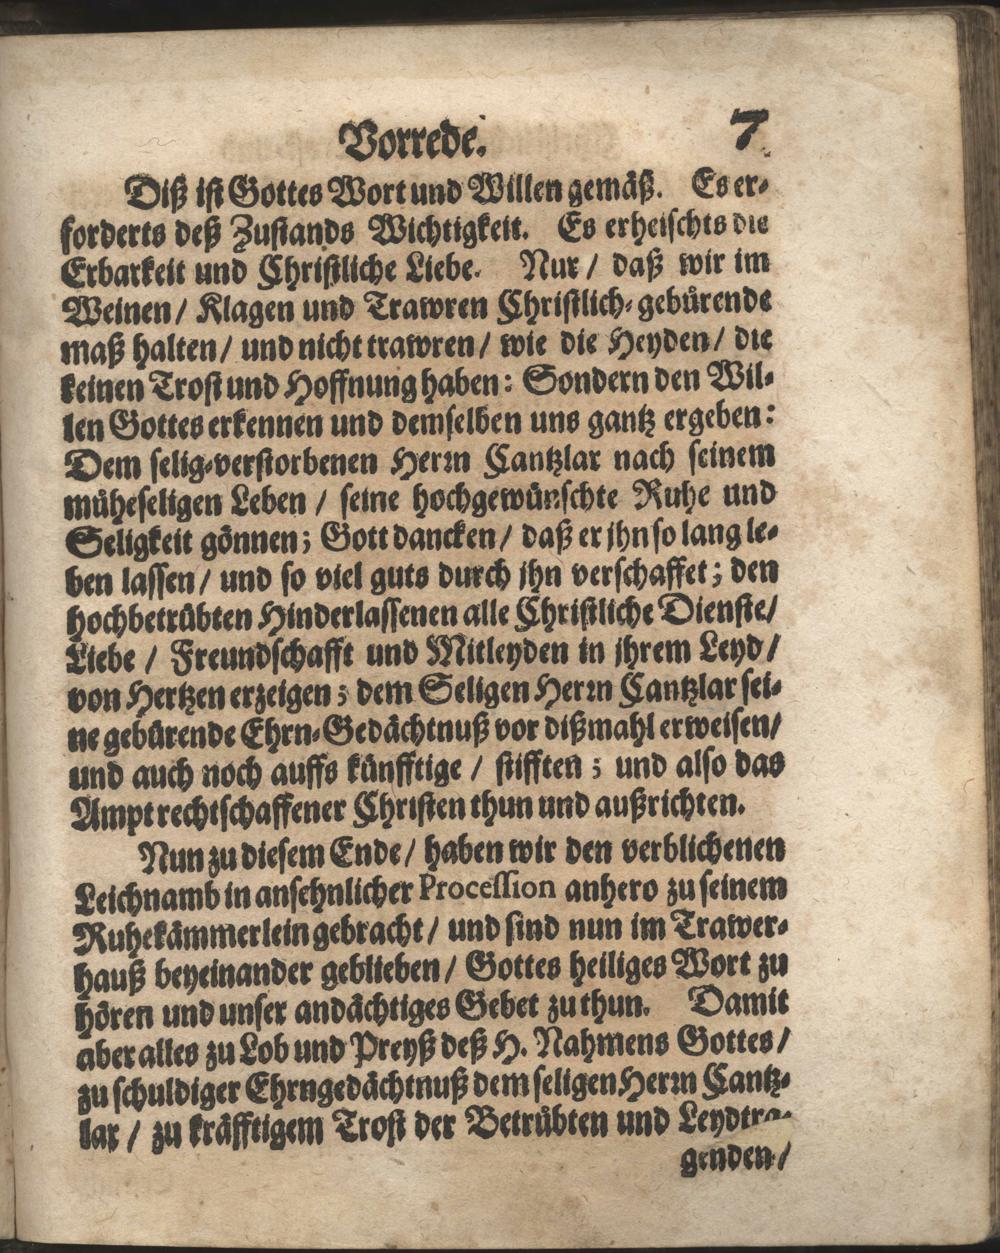 Vorrede. 7
Diß ist Gottes Wort und Willen gemäß. Es er-
forderts deß Zustands Wichtigkeit. Es erheischts die
Erbarkeit und Christliche Liebe. Nur / daß wir im
Weinen / Klagen und Trawren Christlich-gebürende
maß halten / und nicht trawren / wie die Heyden / die
keinen Trost und Hoffnung haben: Sondern den Wil-
len Gottes erkennen und demselben uns gantz ergeben:
Dem selig-verstorbenen Herrn Cantzlar nach seinem
müheseligen Leben / seine hochgewünschte Ruhe und
Seligkeit gönnen; Gott dancken / daß er jhn so lang le-
ben lassen / und so viel guts durch jhn verschaffet; den
hochbetrübten Hinderlassenen alle Christliche Dienste /
Liebe / Freundschafft und Mitleyden in jhrem Leyd /
von Hertzen erzeigen; dem Seligen Herrn Cantzlar sei-
ne gebürende Ehrn-Gedächtnuß vor dißmahl erweisen /
und auch noch auffs künfftige / stifften; und also das
Ampt rechtschaffener Christen thun und außrichten.
Nun zu diesem Ende / haben wir den verblichenen
Leichnamb in ansehnlicher Procession anhero zu seinem
Ruhekämmerlein gebracht / und sind nun im Trawer-
hauß beyeinander geblieben / Gottes heiliges Wort zu
hören und unser andächtiges Gebet zu thun. Damit
aber alles zu Lob und Preyß deß H. Nahmens Gottes /
zu schuldiger Ehrngedächtnuß dem seligen Herrn Cantz-
lar / zu kräfftigem Trost der Betrübten und Leydtra-
genden /